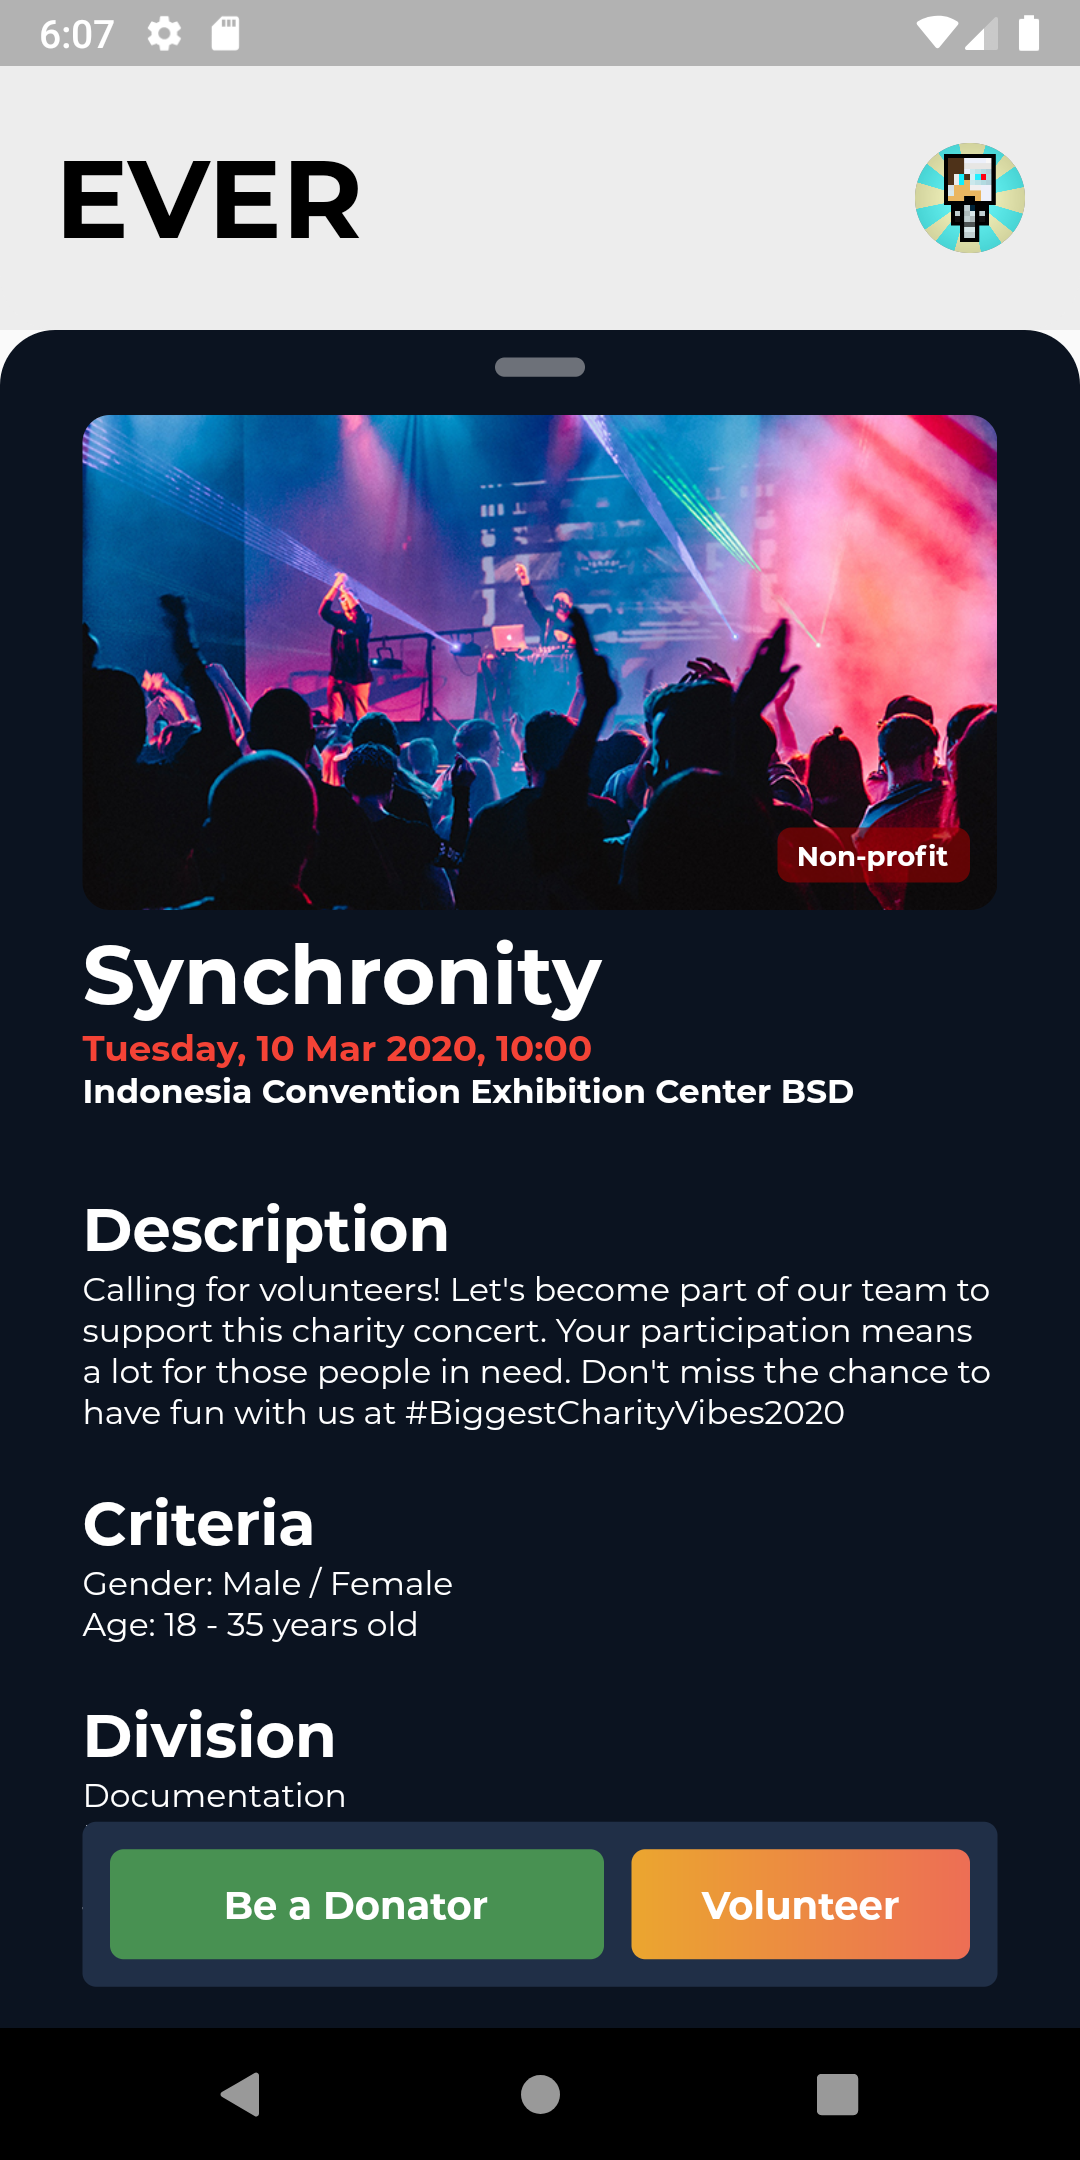 6:07
EVER
Non-profit
Synchronity
Tuesday, 10 Mar 2020, 10:00
Indonesia Convention Exhibition Center BSD
Description
Calling for volunteers! Let's become part of our team to
support this charity concert. Your participation means
a lot for those people in need. Don't miss the chance to
have fun with us at #BiggestCharityVibes2020
Criteria
Gender: Male / Female
Age: 18 - 35 years old
Division
Documentation
Be a Donator
Volunteer